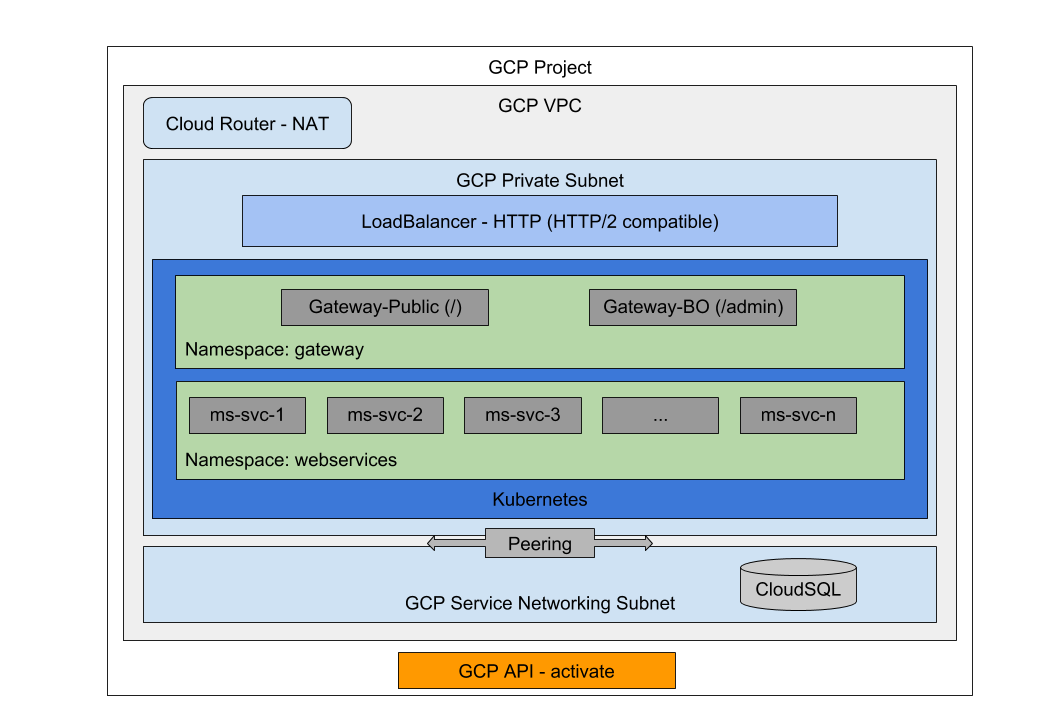 GCP Project
GCP VPC
Cloud Router - NAT
GCP Private Subnet
LoadBalancer - HTTP (HTTP/2 compatible)
Gateway-Public (/)
Gateway-BO (/admin)
Namespace: gateway
ms-svc-1
ms-svc-2
ms-svc-3
...
ms-svc-n
Namespace: webservices
Kubernetes
Peering
CloudSQL
GCP Service Networking Subnet
GCP API - activate